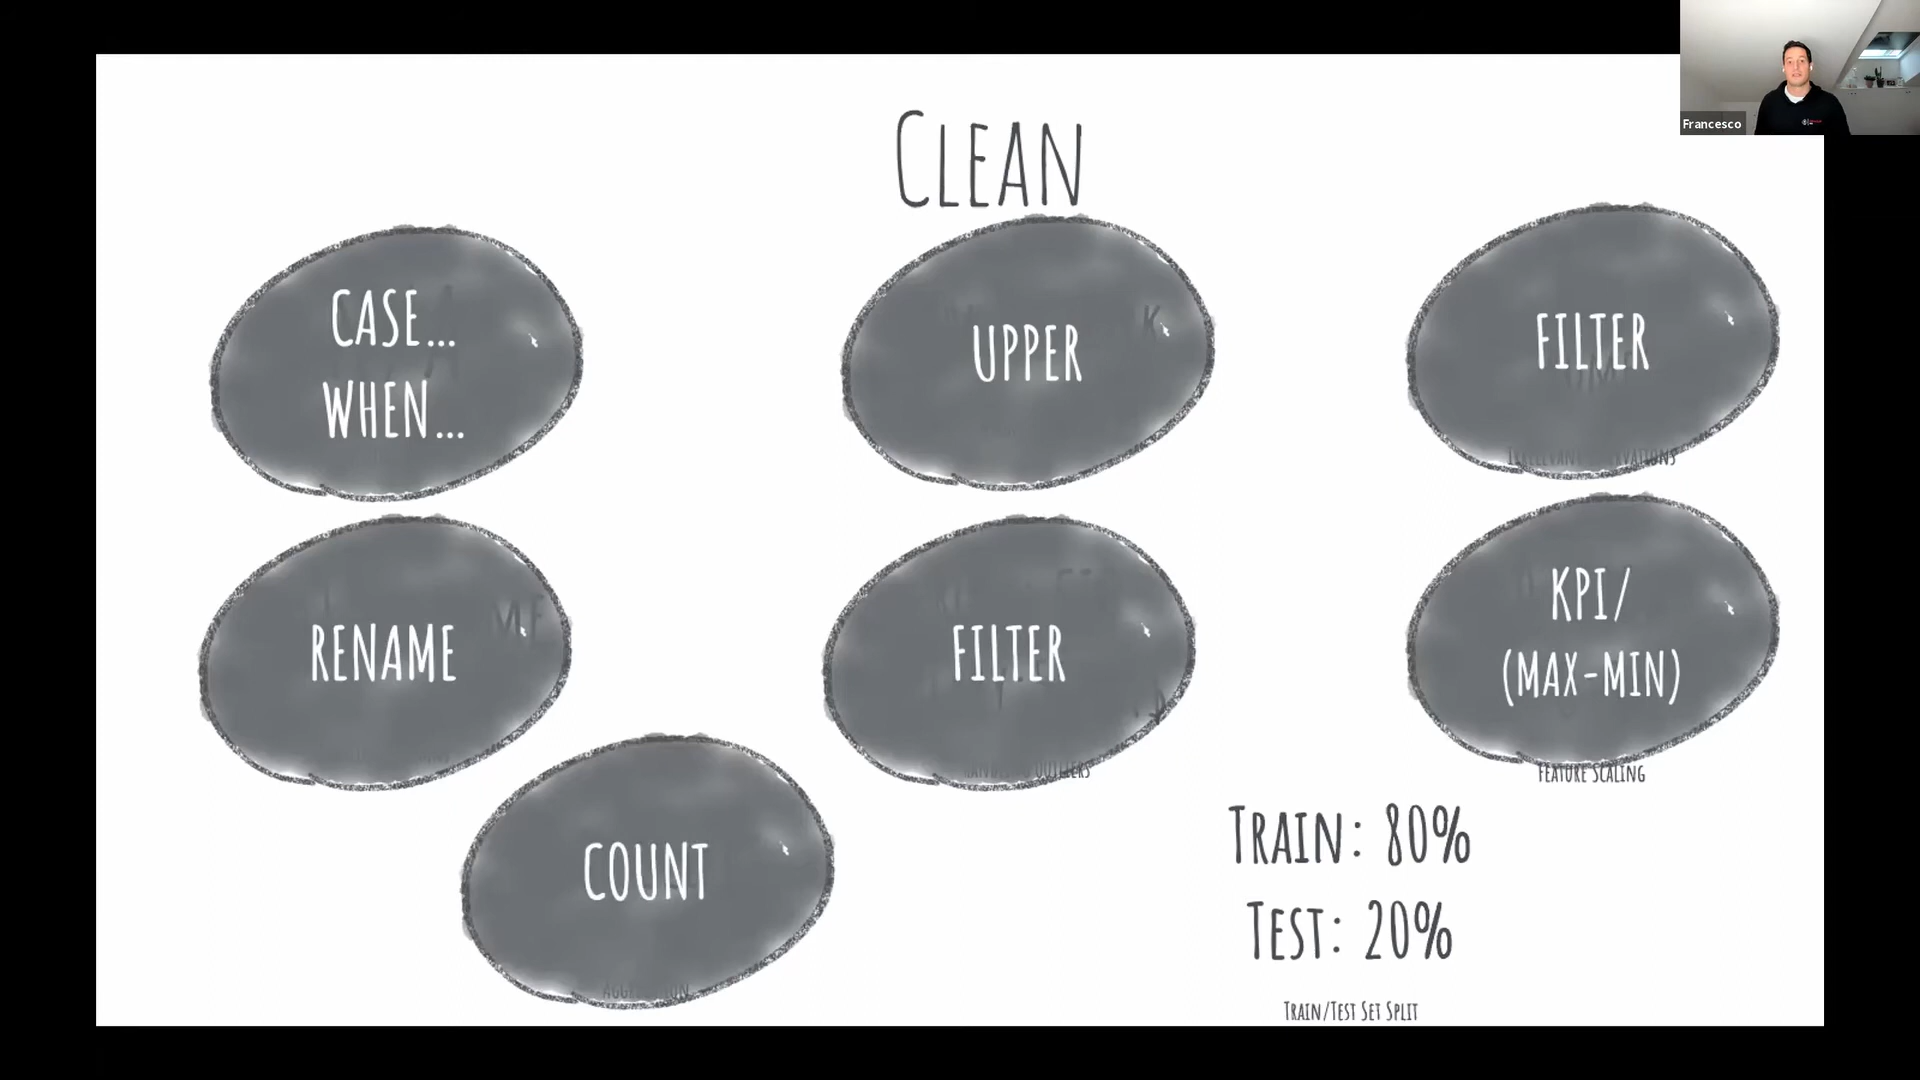 Francesco
CLEAN
CASE...
WHEN...
UPPER
FILTER
RENAME
FILTER
KPI/
(MAX-MIN)
FEATURE SCALING
COUNT
TRAIN: 80%
TEST: 20%
TRAIN/TEST SET SPLIT